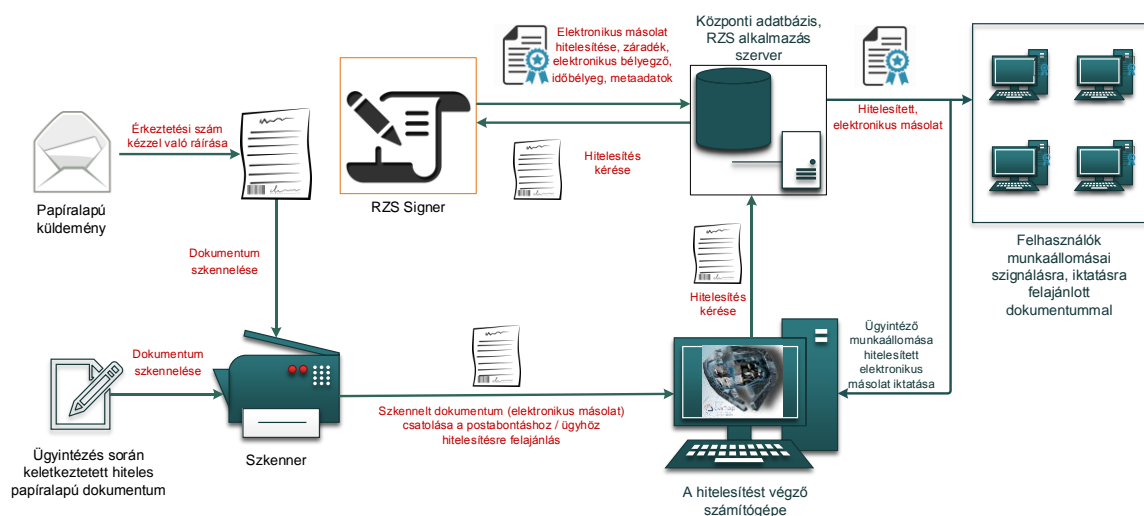 Papíralapú
küldemény
Érkeztetési szám
kézzel való ráírása
RZS Signer
Elektronikus másolat
hitelesítése, záradék,
elektronikus bélyegző,
időbélyeg, metaadatok
Hitelesítés
kérése
Központi adatbázis,
RZS alkalmazás
szerver
Hitelesített,
elektronikus másolat
Felhasználók
munkaállomásai
szignálásra, iktatásra
felajánlott
dokumentummal
Dokumentum
szkennelése
Hitelesítés
kérése
Dokumentum
szkennelése
Ügyintézés során
keletkeztetett hiteles
papíralapú dokumentum
Szkenner
Szkennelt dokumentum (elektronikus másolat)
csatolása a postabontáshoz / ügyhöz
hitelesítésre felajánlás
Ügyintéző
munkaállomása
hitelesített
elektronikus
másolat iktatása
A hitelesítést végző
számítógépe